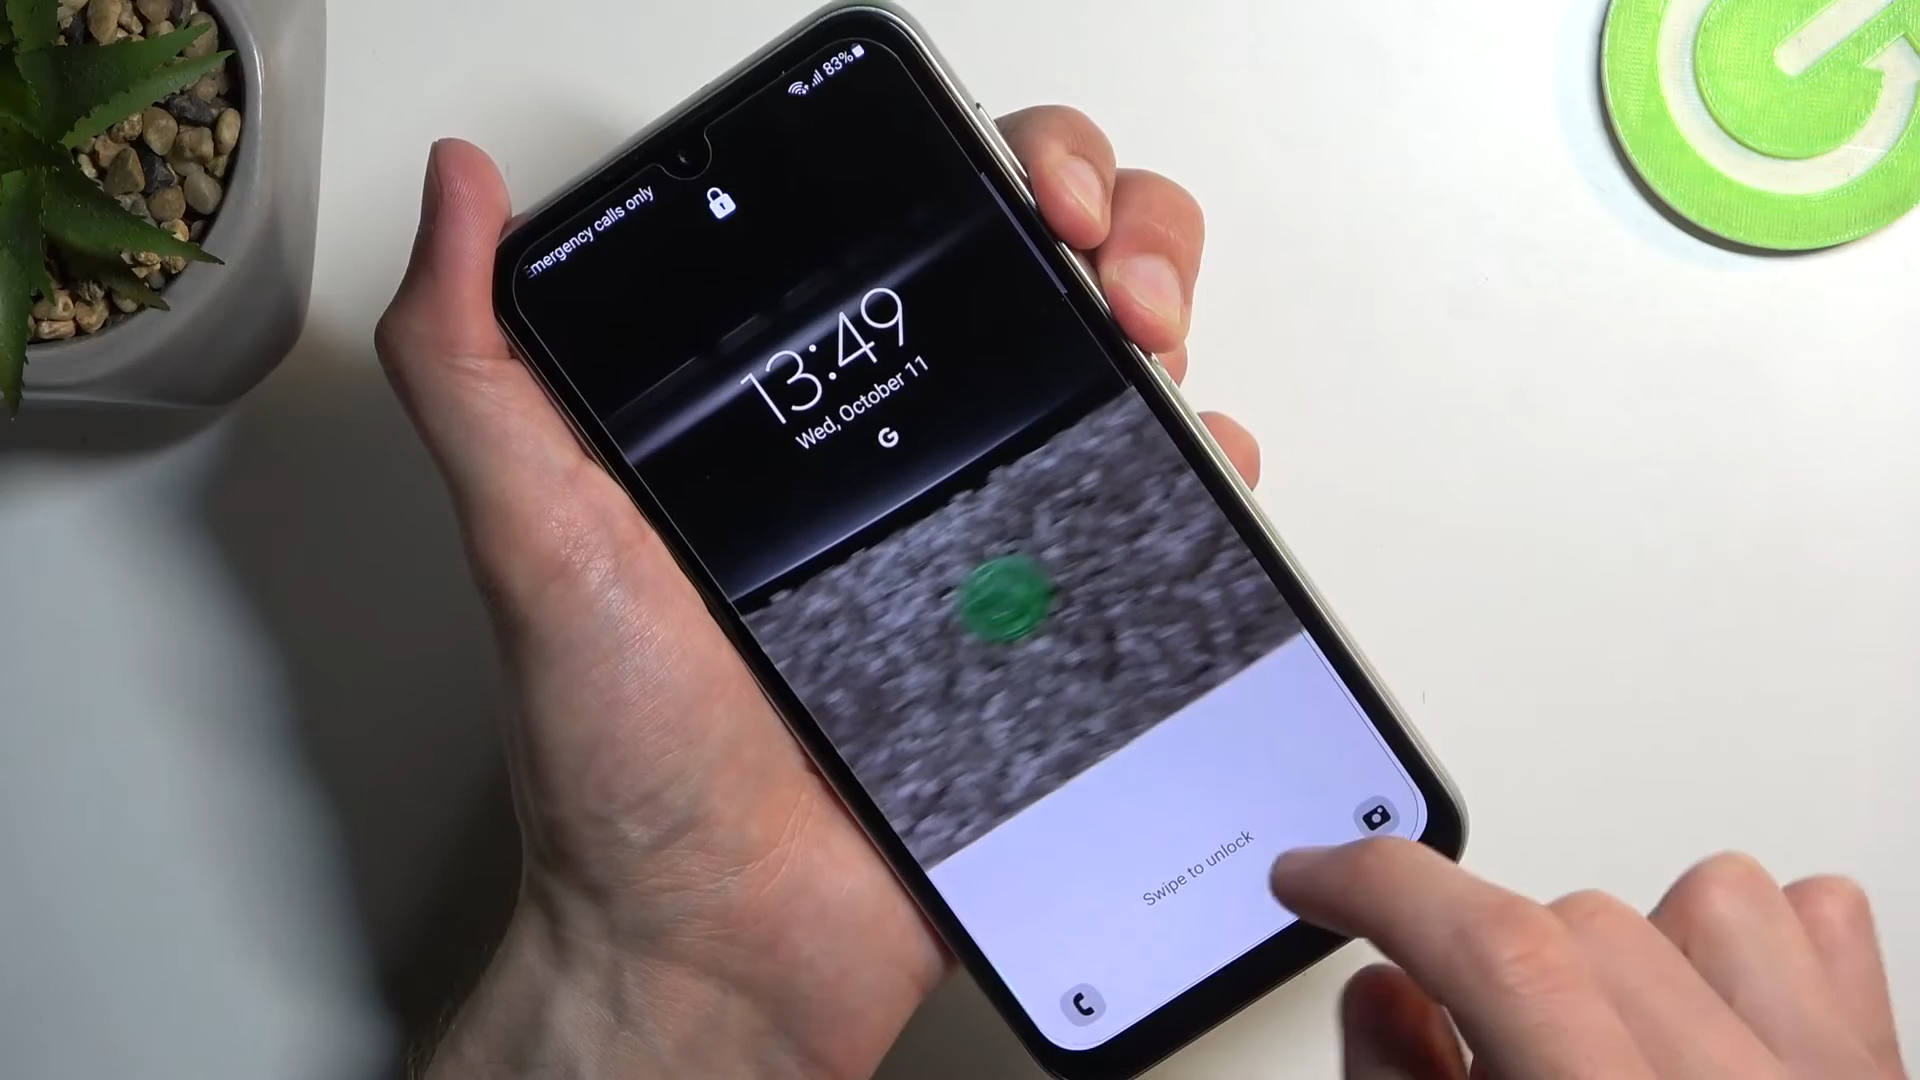 83%
Emergency calls only
13:49
Wed, October 11
G
Swipe to unlock